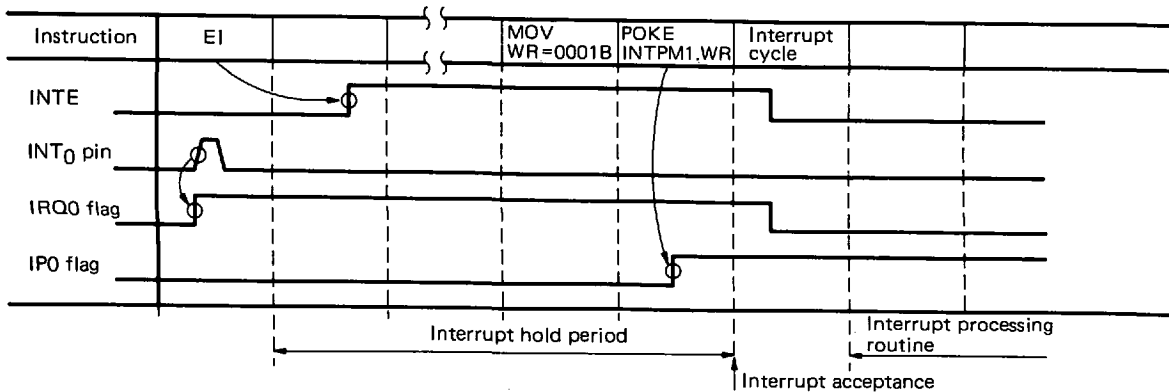 Instruction
EI
MOV
WR=0001B
POKE
INTPM1.WR
Interrupt
cycle
INTE
INT0 pin
IRQ0 flag
IP0 flag
Interrupt hold period
Interrupt processing
routine
Interrupt acceptance